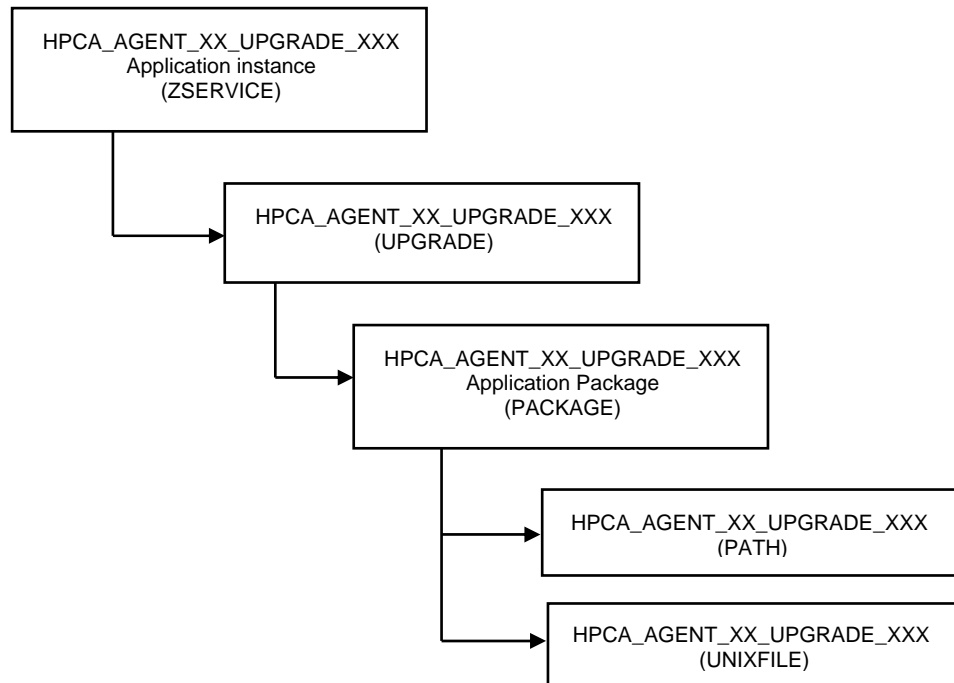 HPCA_AGENT_XX_UPGRADE_XXX
Application instance
(ZSERVICE)
HPCA_AGENT_XX_UPGRADE_XXX
(UPGRADE)
HPCA_AGENT_XX_UPGRADE_XXX
Application Package
(PACKAGE)
HPCA_AGENT_XX_UPGRADE_XXX
(PATH)
HPCA_AGENT_XX_UPGRADE_XXX
(UNIXFILE)